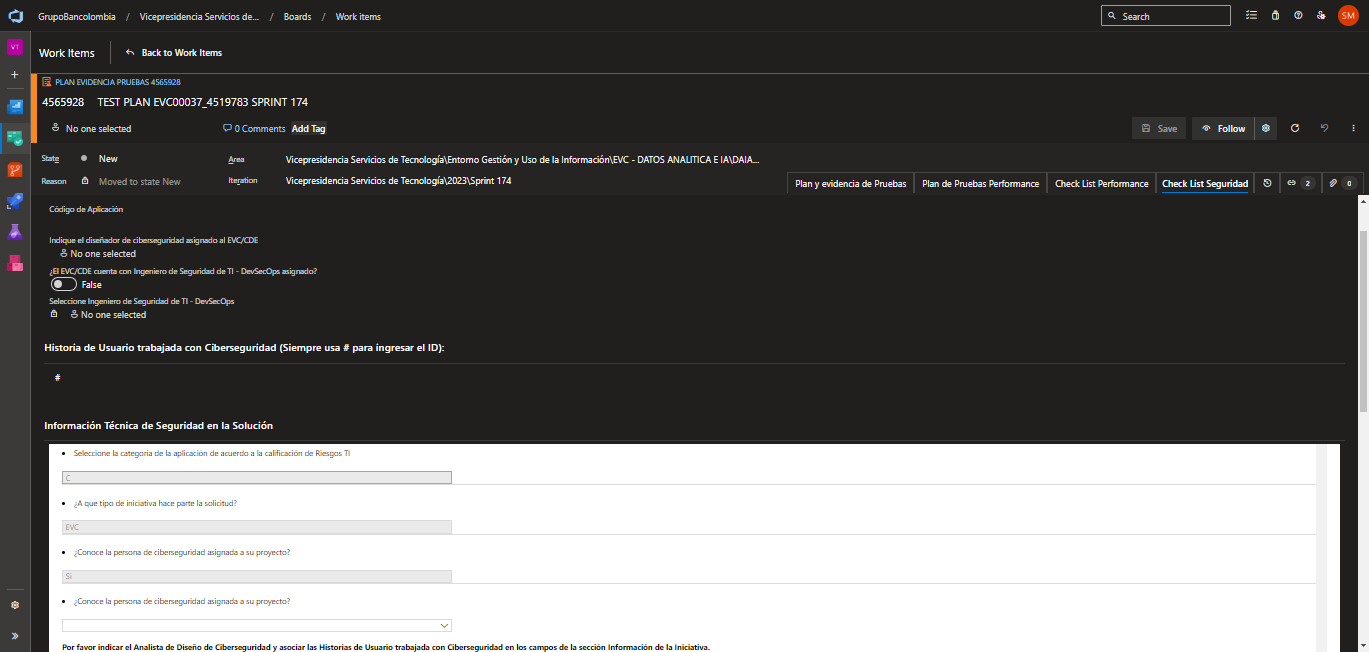 GrupoBancolombia / Vicepresidencia Servicios de... / Boards / Work items
Search
SM
VT
Work Items
Back to Work Items
PLAN EVIDENCIA PRUEBAS 4565928
4565928 TEST PLAN EVC00037_4519783 SPRINT 174
No one selected
0 Comments
Add Tag
Save
Follow
State
New
Area
Vicepresidencia Servicios de Tecnología\Entorno Gestión y Uso de la Información\EVC - DATOS ANALITICA E IA\DAIA...
Reason
Moved to state New
Iteration
Vicepresidencia Servicios de Tecnología\2023\Sprint 174
Plan y evidencia de Pruebas
Plan de Pruebas Performance
Check List Performance
Check List Seguridad
2
0
Código de Aplicación
Indique el diseñador de ciberseguridad asignado al EVC/CDE
No one selected
¿El EVC/CDE cuenta con Ingeniero de Seguridad de TI - DevSecOps asignado?
False
Seleccione Ingeniero de Seguridad de TI - DevSecOps
No one selected
Historia de Usuario trabajada con Ciberseguridad (Siempre usa # para ingresar el ID):
#
Información Técnica de Seguridad en la Solución
• Seleccione la categoría de la aplicación de acuerdo a la calificación de Riesgos TI
C
• ¿A que tipo de iniciativa hace parte la solicitud?
EVC
• ¿Conoce la persona de ciberseguridad asignada a su proyecto?
Si
• ¿Conoce la persona de ciberseguridad asignada a su proyecto?
Por favor indicar el Analista de Diseño de Ciberseguridad y asociar las Historias de Usuario trabajada con Ciberseguridad en los campos de la sección Información de la Iniciativa.